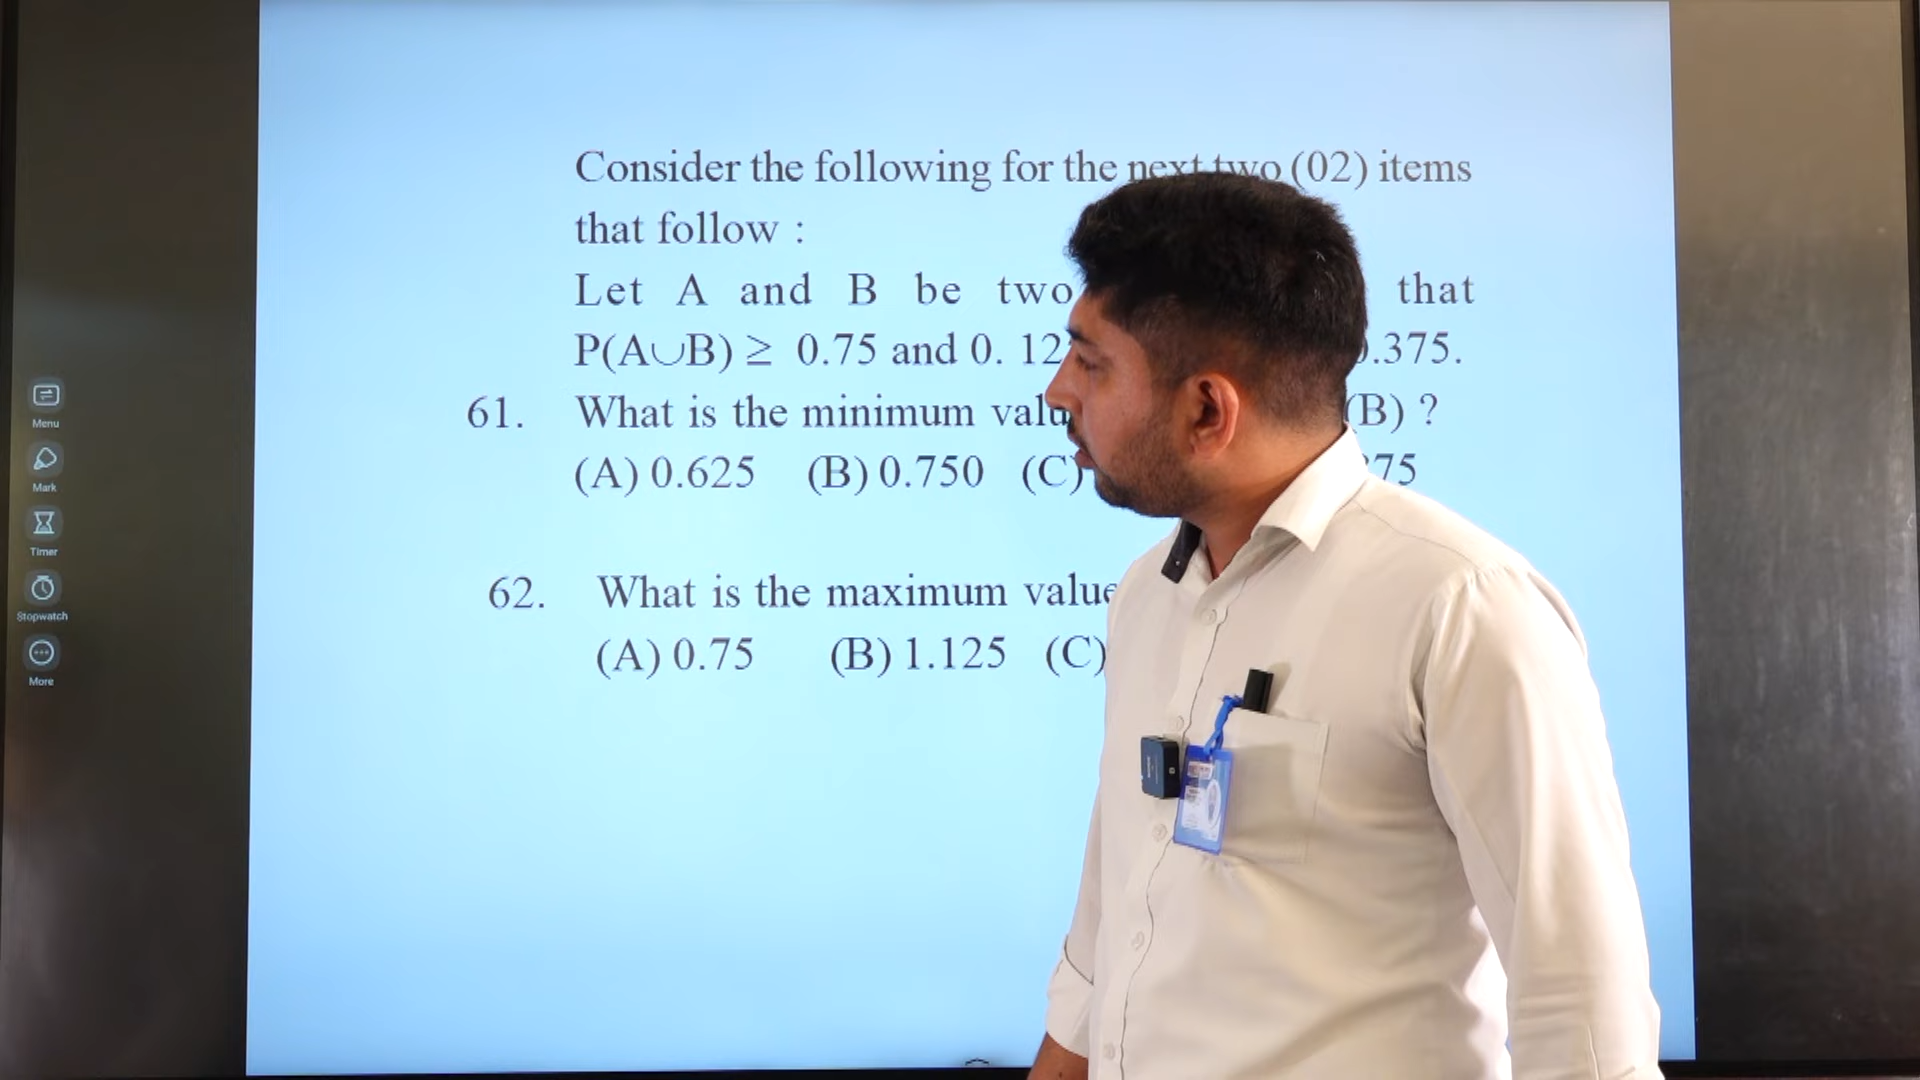 Consider the following for the next two (02) items
that follow :
Let A and B be two that
P(A∪B) ≥ 0.75 and 0. 12 .375.
61. What is the minimum (B) ?
(A) 0.625 (B) 0.750 (C) 75
62. What is the maximum value
(A) 0.75 (B) 1.125 (C)
Menu
Mark
Timer
Stopwatch
More